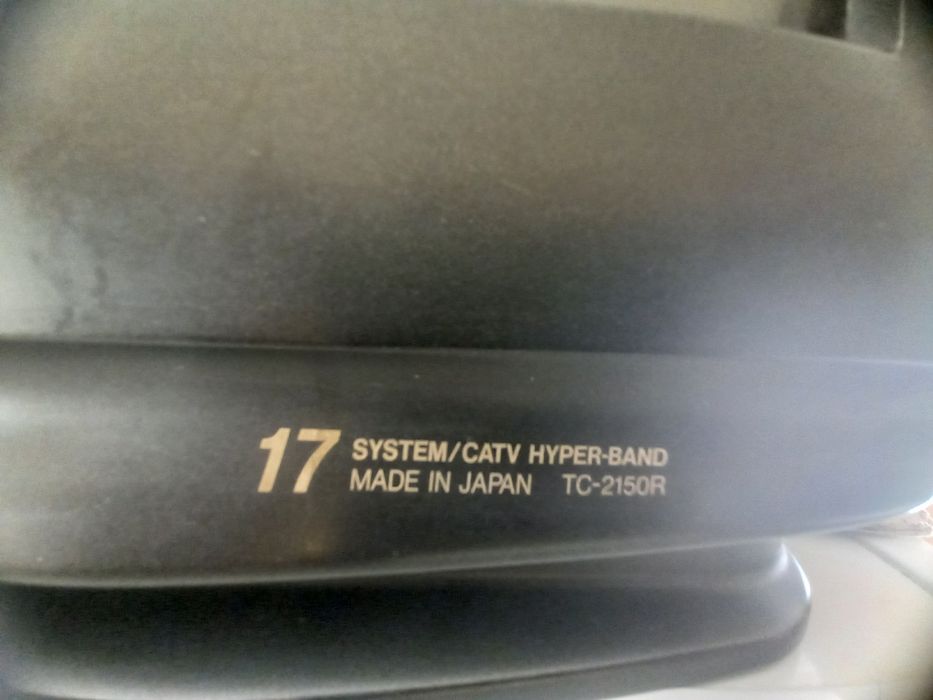 17 SYSTEM/CATV HYPER-BAND
MADE IN JAPAN TC-2150R